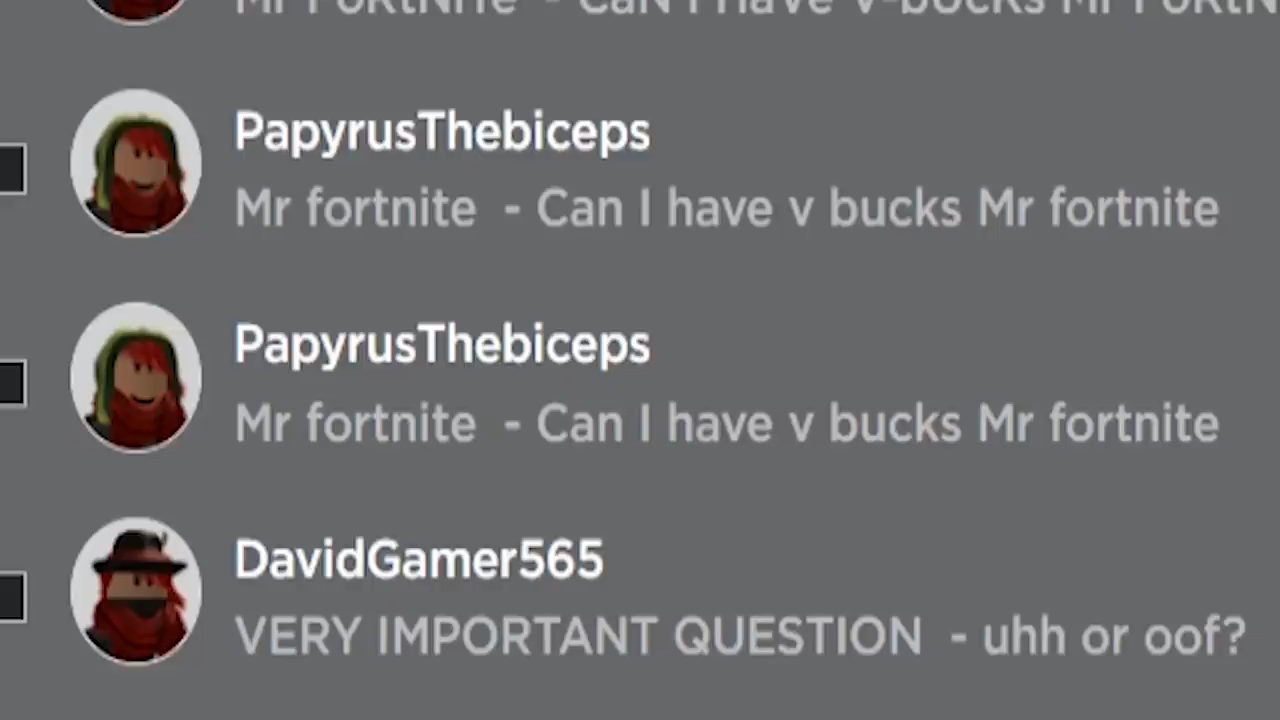 Mr FortNite - Can I have v-bucks Mr FortN
PapyrusThebiceps
Mr fortnite - Can I have v bucks Mr fortnite
PapyrusThebiceps
Mr fortnite - Can I have v bucks Mr fortnite
DavidGamer565
VERY IMPORTANT QUESTION - uhh or oof?